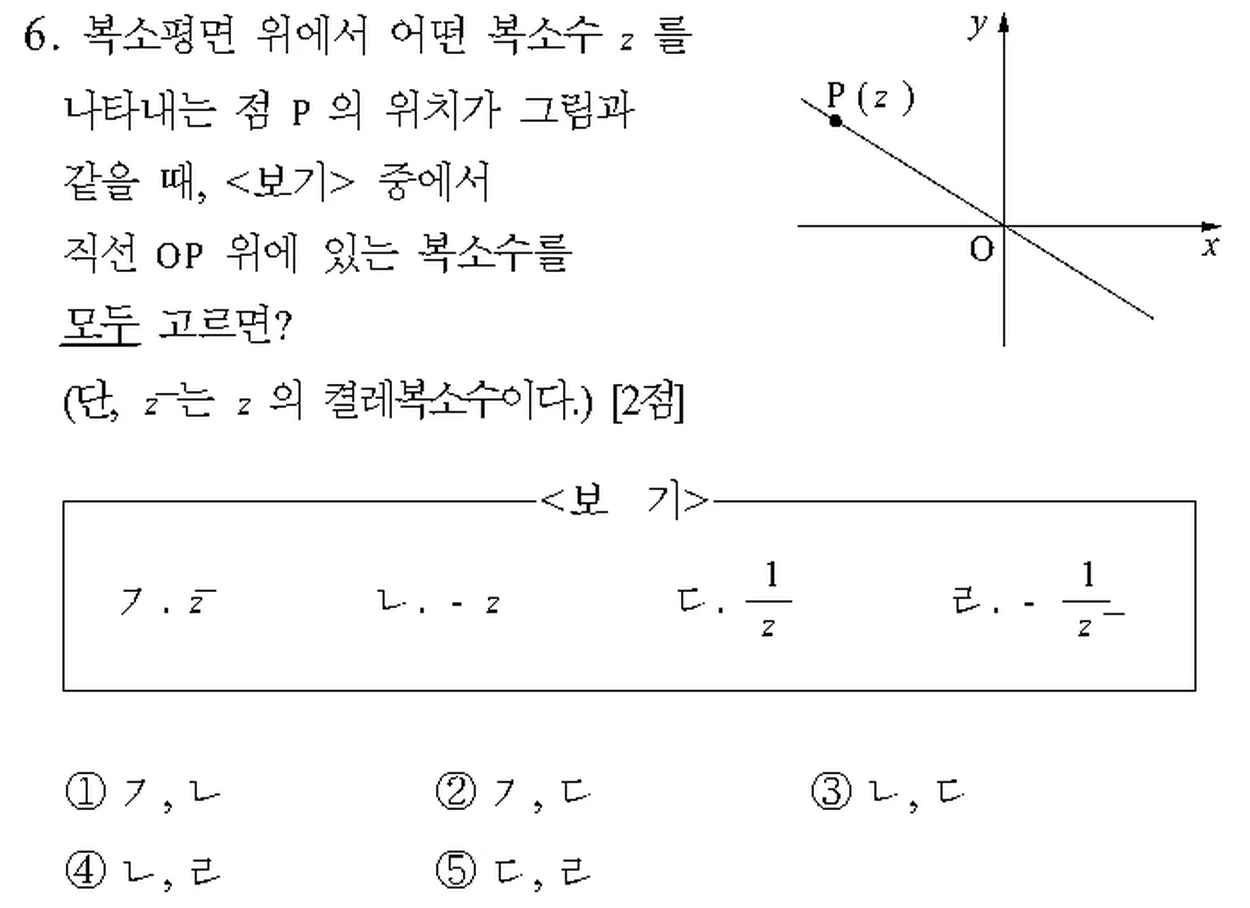 6. 복소평면 위에서 어떤 복소수 z 를
나타내는 점 P 의 위치가 그림과
같을 때, <보기> 중에서
직선 OP 위에 있는 복소수를
모두 고르면?
(단, z̄는 z 의 켤레복소수이다.) [2점]
y
P ( z )
O
x
<보 기>
ㄱ. z̄ ㄴ. - z ㄷ. 1/z ㄹ. - 1/z̄
① ㄱ, ㄴ ② ㄱ, ㄷ ③ ㄴ, ㄷ
④ ㄴ, ㄹ ⑤ ㄷ, ㄹ